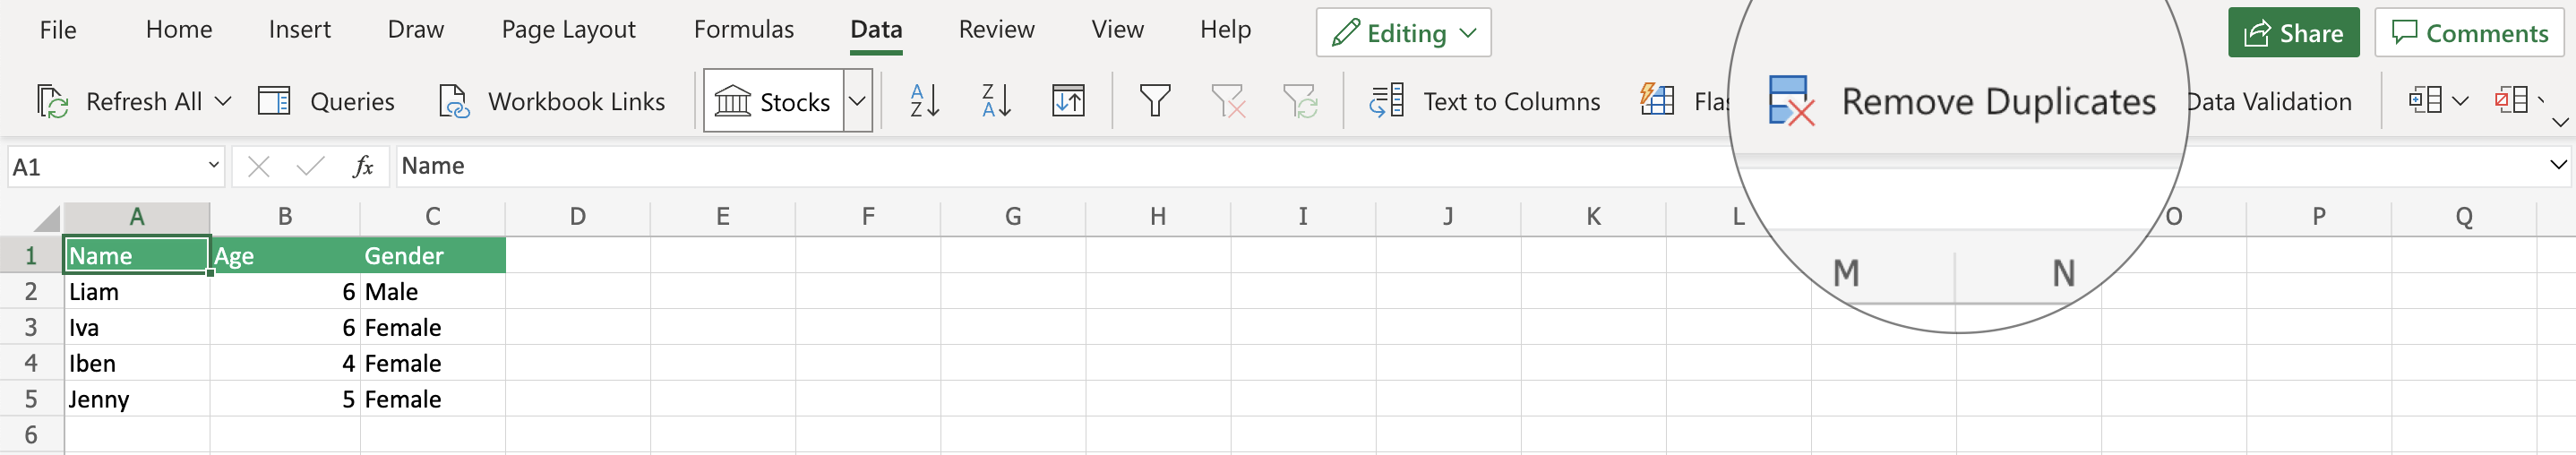 File Home Insert Draw Page Layout Formulas Data Review View Help Editing Share Comments
Refresh All Queries Workbook Links Stocks A Z Z A Text to Columns Remove Duplicates Data Validation
A1 fx Name
A B C D E F G H I J K L M N O P Q
1 Name Age Gender
2 Liam 6 Male
3 Iva 6 Female
4 Iben 4 Female
5 Jenny 5 Female
6